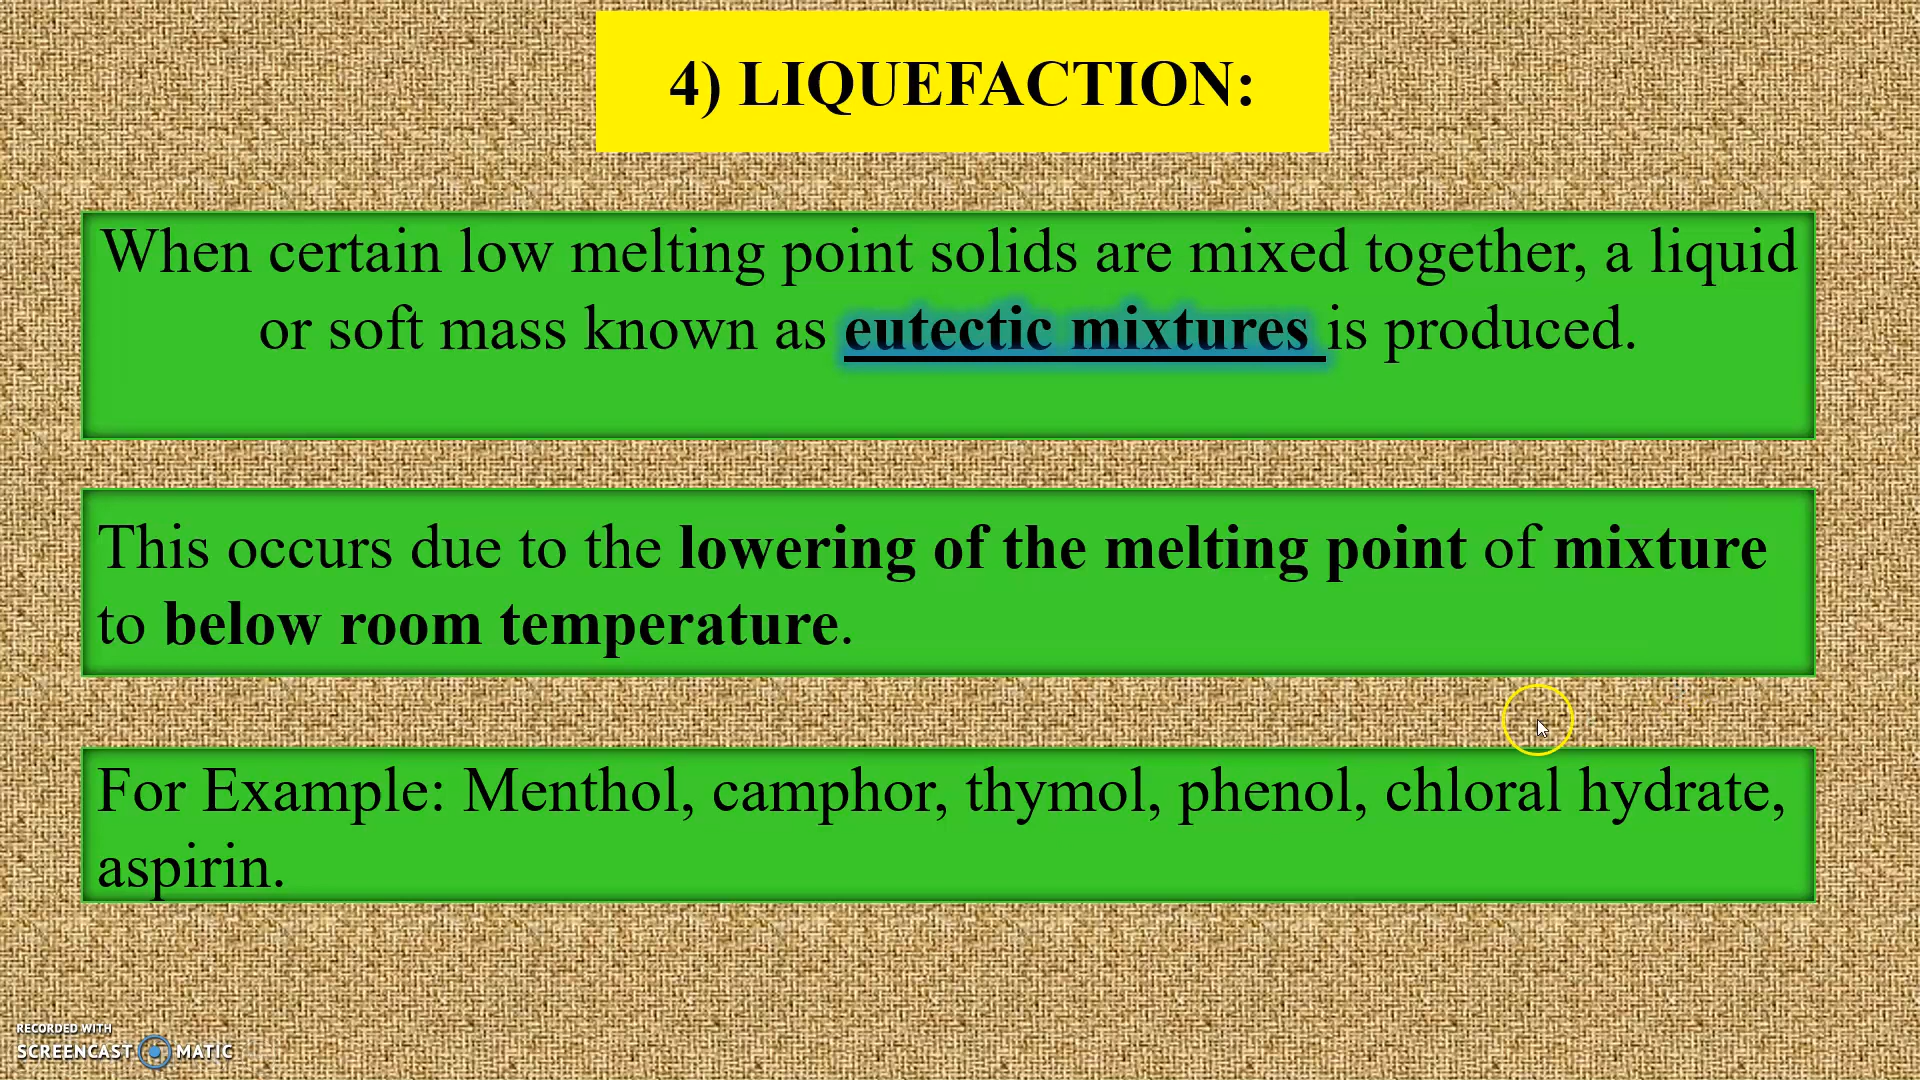 4) LIQUEFACTION:
When certain low melting point solids are mixed together, a liquid
or soft mass known as eutectic mixtures is produced.
This occurs due to the lowering of the melting point of mixture
to below room temperature.
For Example: Menthol, camphor, thymol, phenol, chloral hydrate,
aspirin.
RECORDED WITH
SCREENCAST MATIC